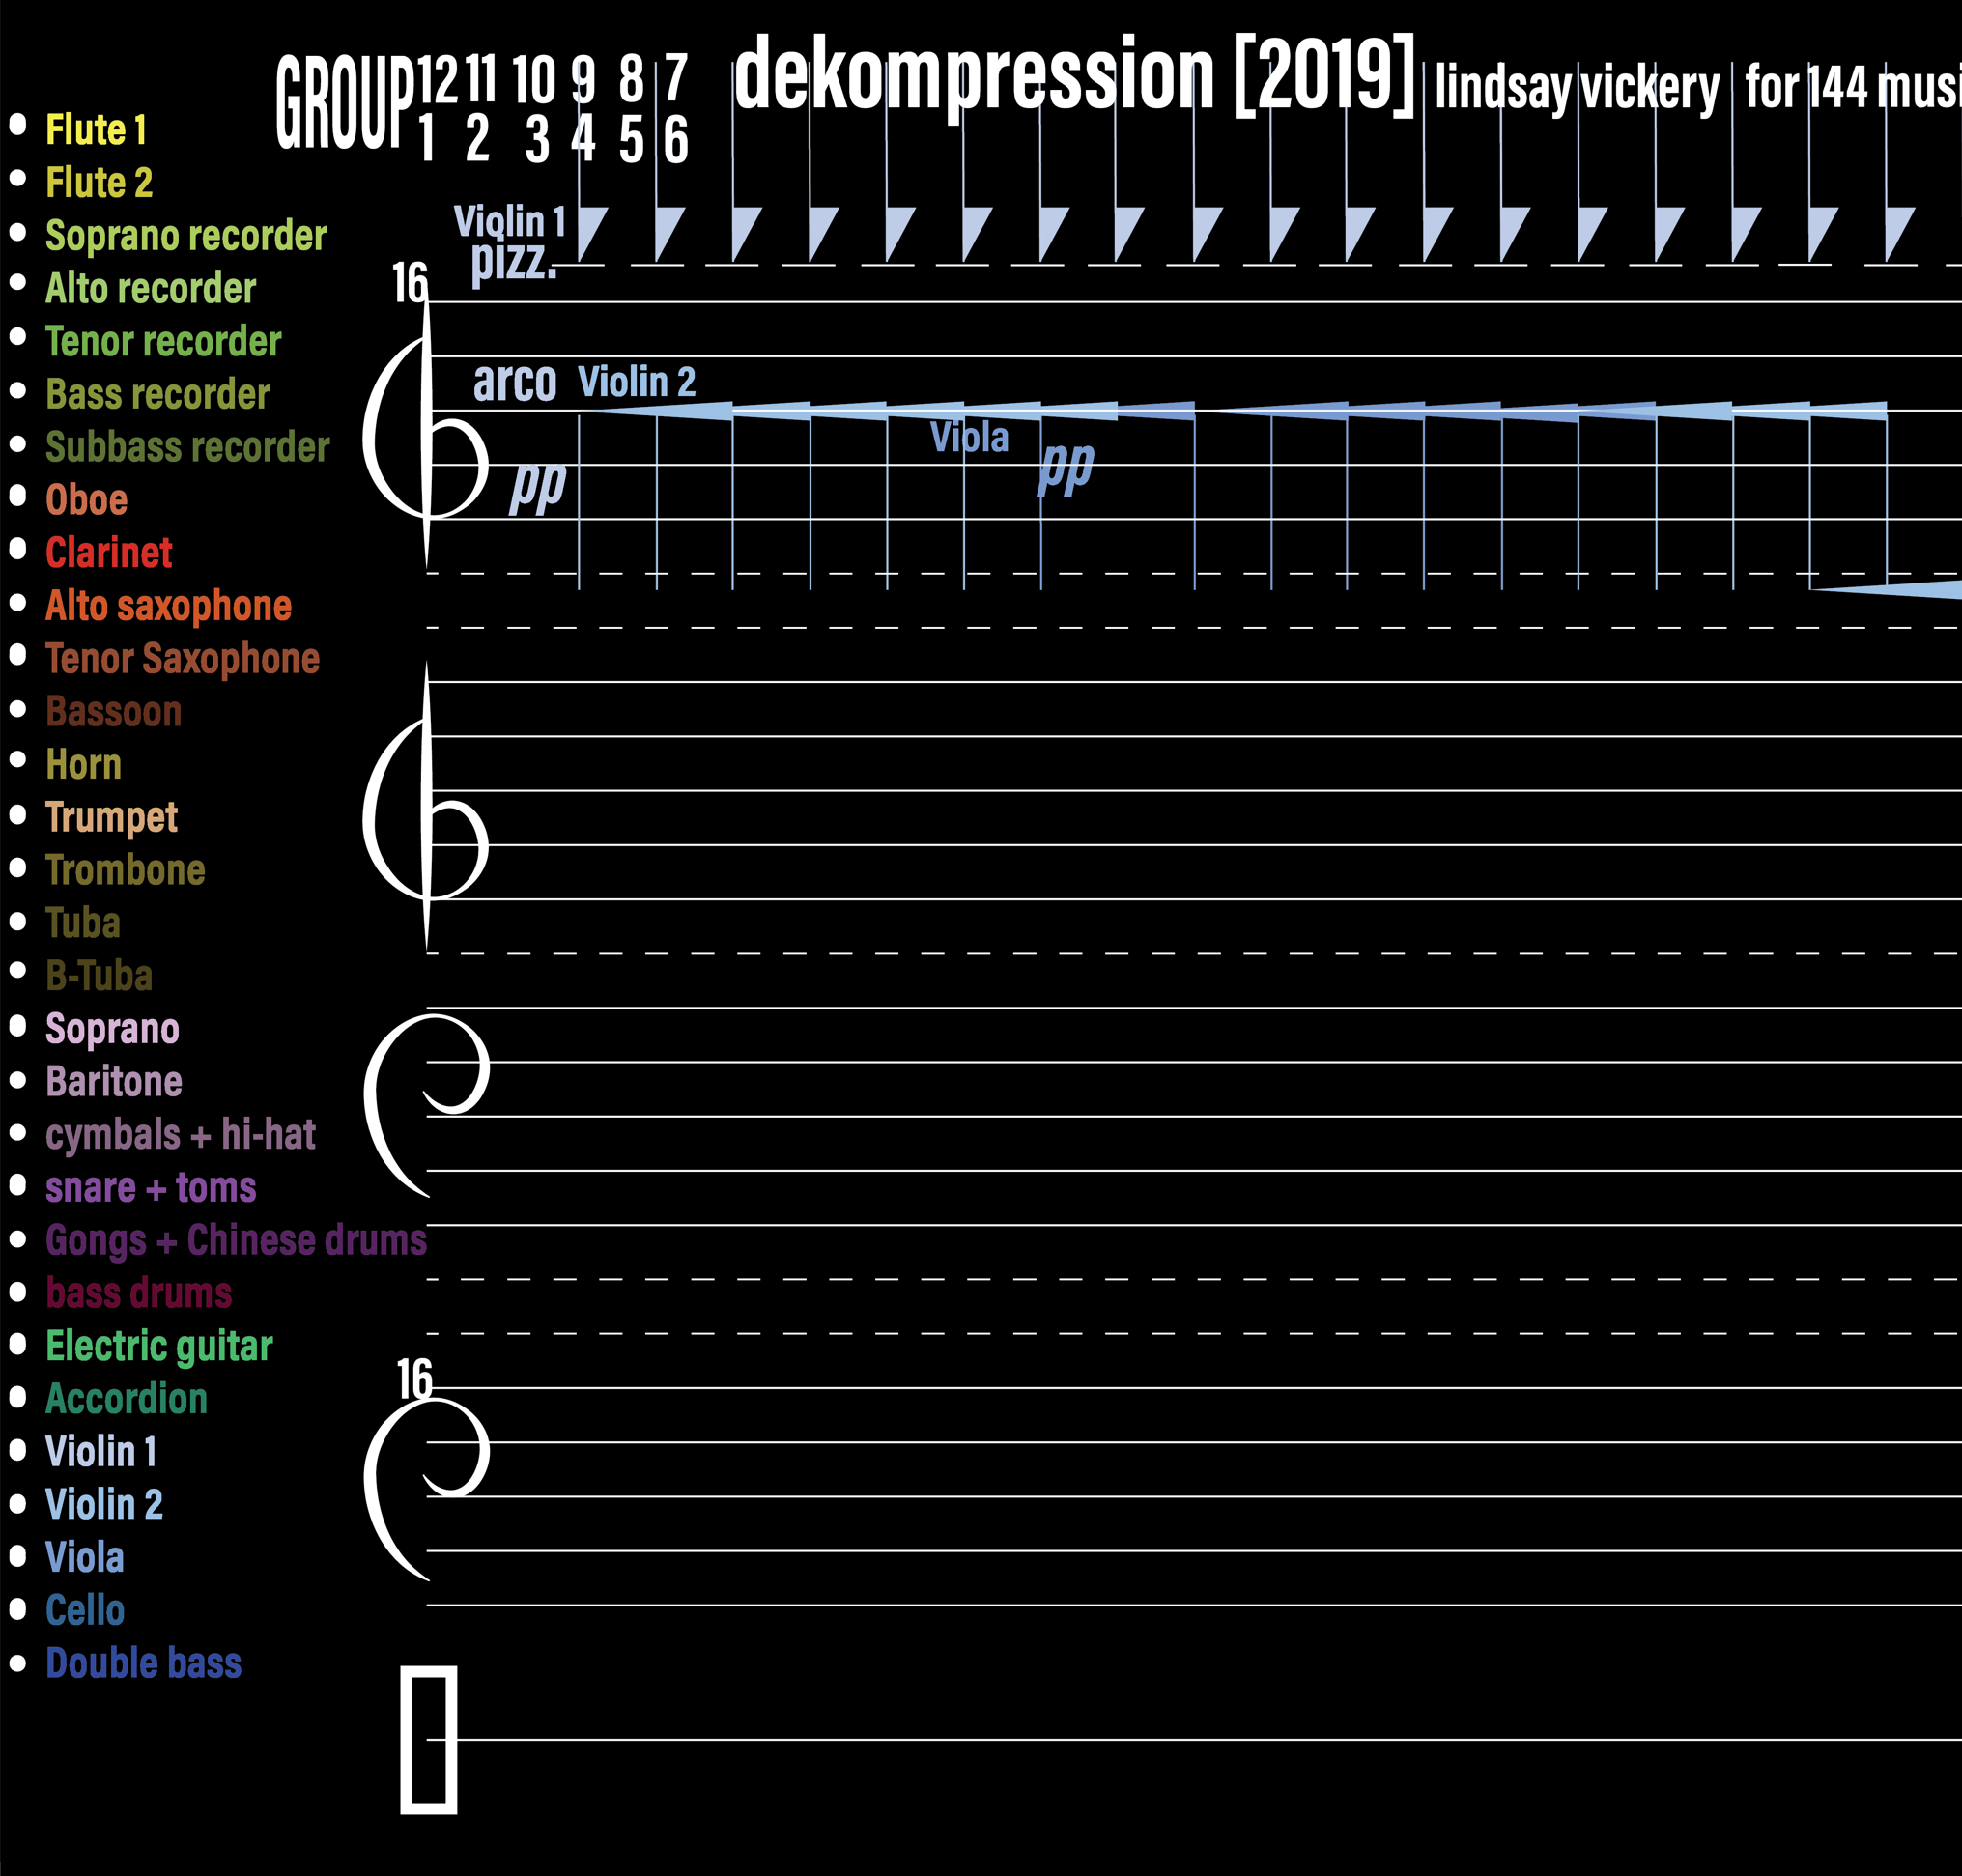 GROUP 12 11 10 9 8 7
1 2 3 4 5 6
dekompression [2019] lindsay vickery for 144 musi
Flute 1
Flute 2
Soprano recorder
Alto recorder
Tenor recorder
Bass recorder
Subbass recorder
Oboe
Clarinet
Alto saxophone
Tenor Saxophone
Bassoon
Horn
Trumpet
Trombone
Tuba
B-Tuba
Soprano
Baritone
cymbals + hi-hat
snare + toms
Gongs + Chinese drums
bass drums
Electric guitar
Accordion
Violin 1
Violin 2
Viola
Cello
Double bass
Violin 1
pizz.
16
arco Violin 2
Viola
pp
pp
16